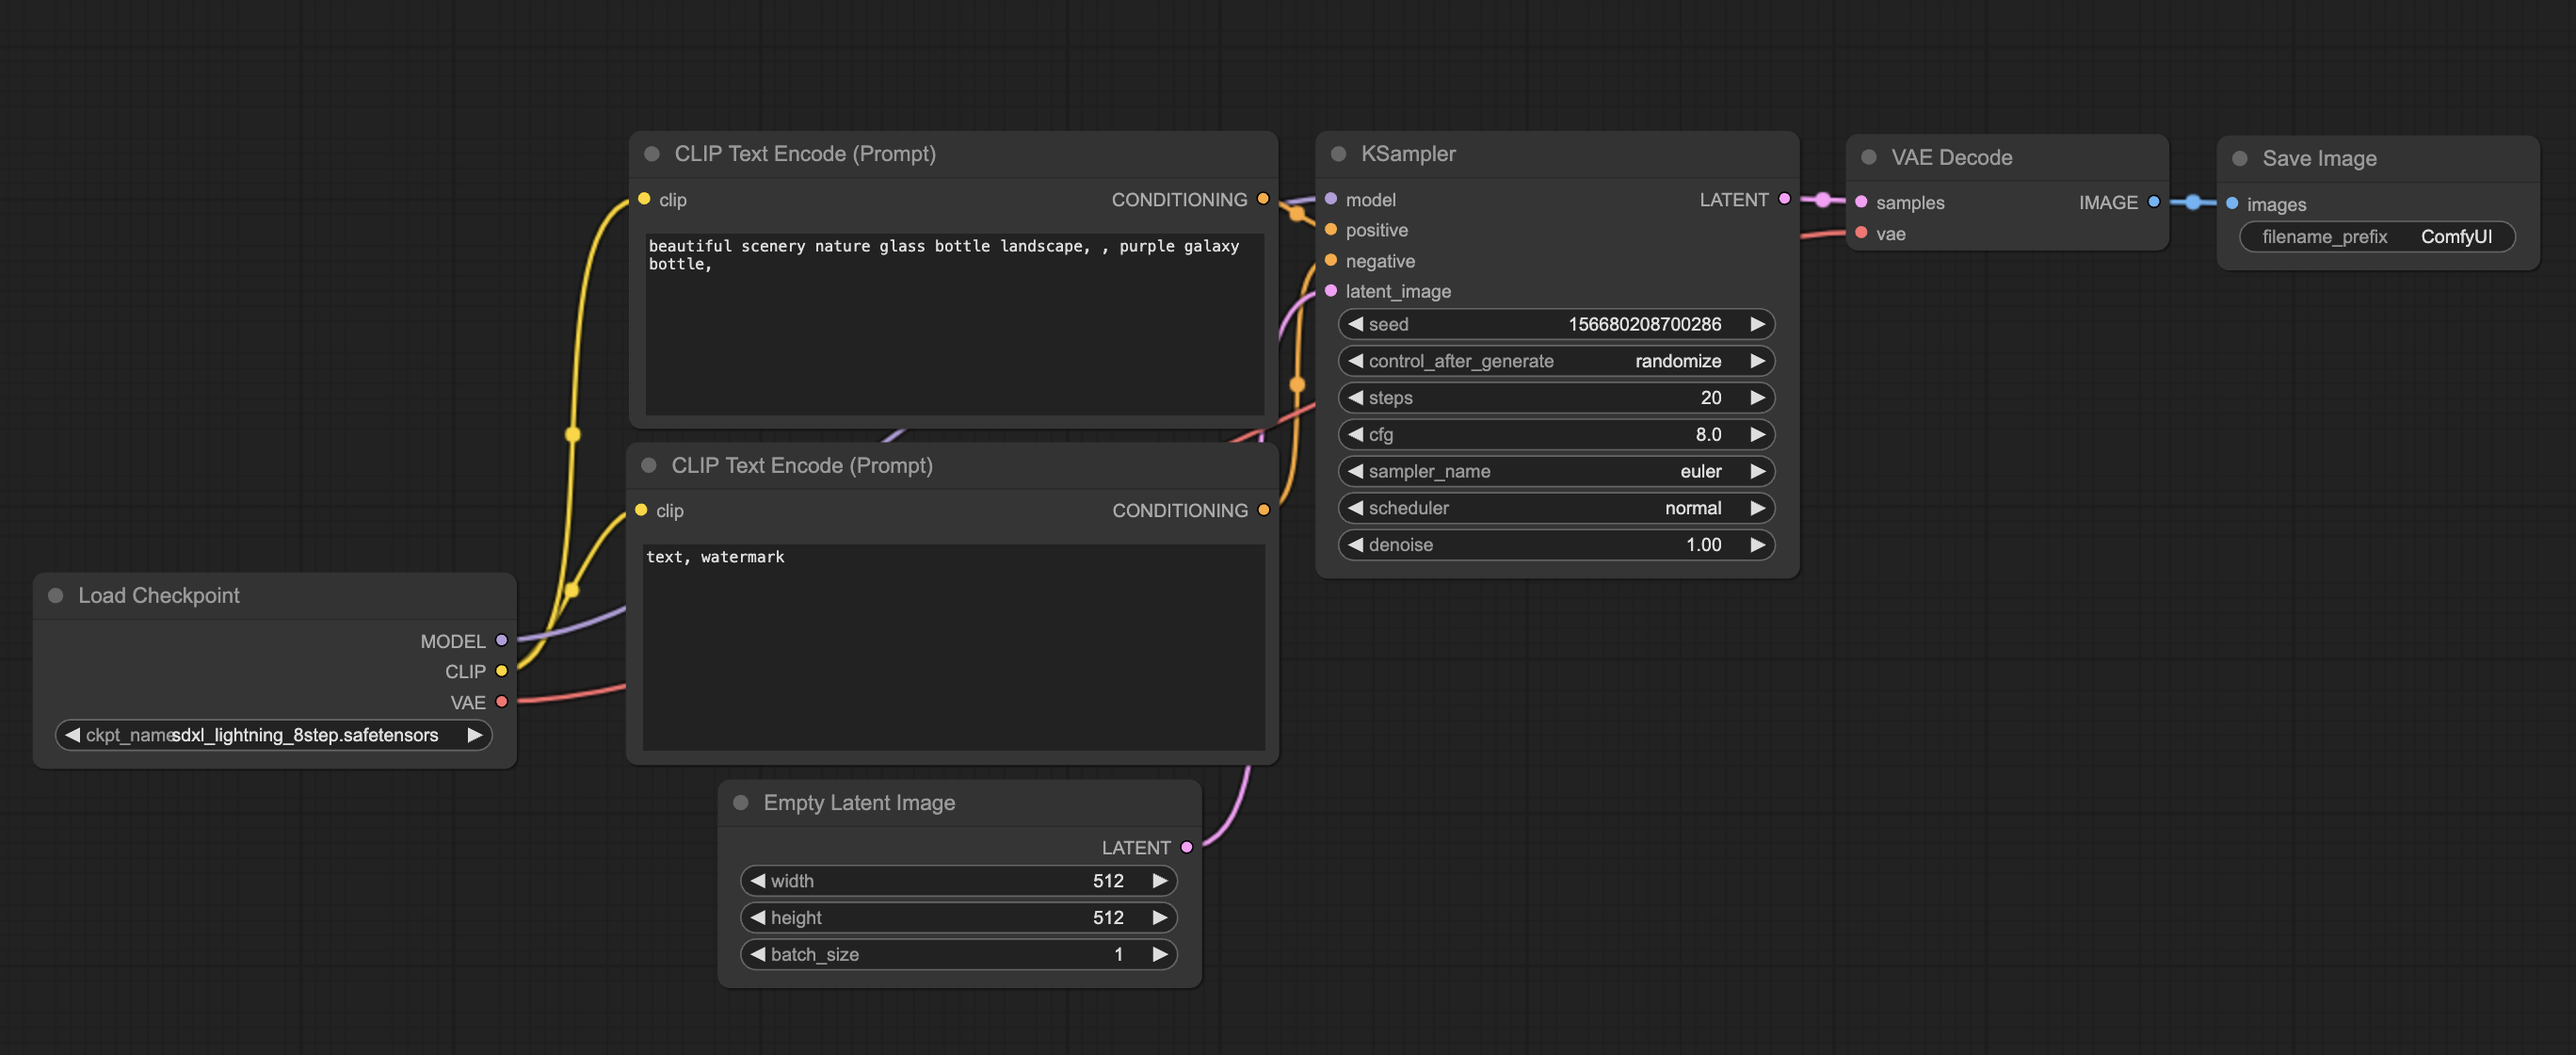 CLIP Text Encode (Prompt)
clip
CONDITIONING
beautiful scenery nature glass bottle landscape, , purple galaxy
bottle,
CLIP Text Encode (Prompt)
clip
CONDITIONING
text, watermark
Load Checkpoint
MODEL
CLIP
VAE
ckpt_name sdxl_lightning_8step.safetensors
Empty Latent Image
LATENT
width 512
height 512
batch_size 1
KSampler
model LATENT
positive
negative
latent_image
seed 156680208700286
control_after_generate randomize
steps 20
cfg 8.0
sampler_name euler
scheduler normal
denoise 1.00
VAE Decode
samples IMAGE
vae
Save Image
images
filename_prefix ComfyUI